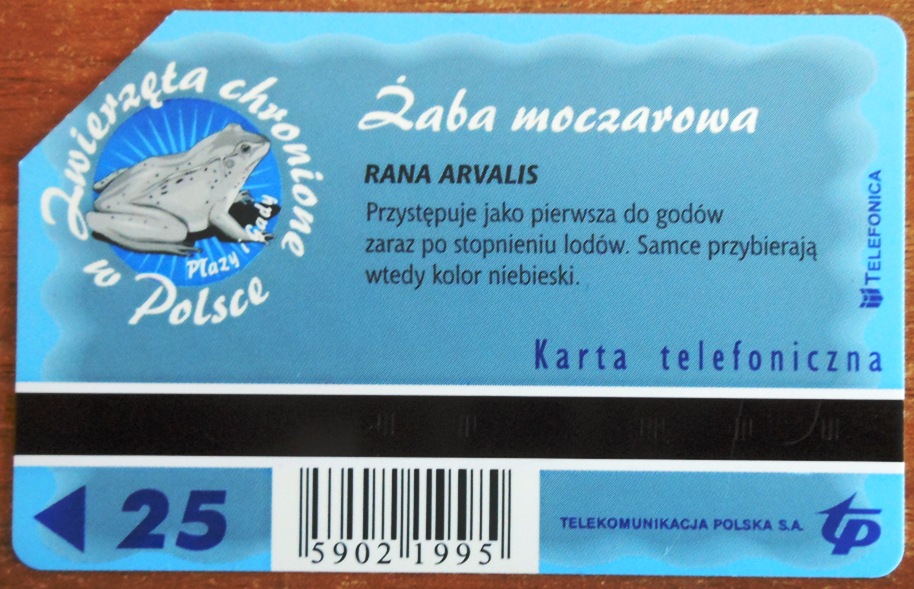 Zwierzęta chronione
w Polsce
Płazy i Gady
Żaba moczarowa
RANA ARVALIS
Przystępuje jako pierwsza do godów
zaraz po stopnieniu lodów. Samce przybierają
wtedy kolor niebieski.
TELEFONICA
Karta telefoniczna
25
5902 1995
TELEKOMUNIKACJA POLSKA S.A.
tp